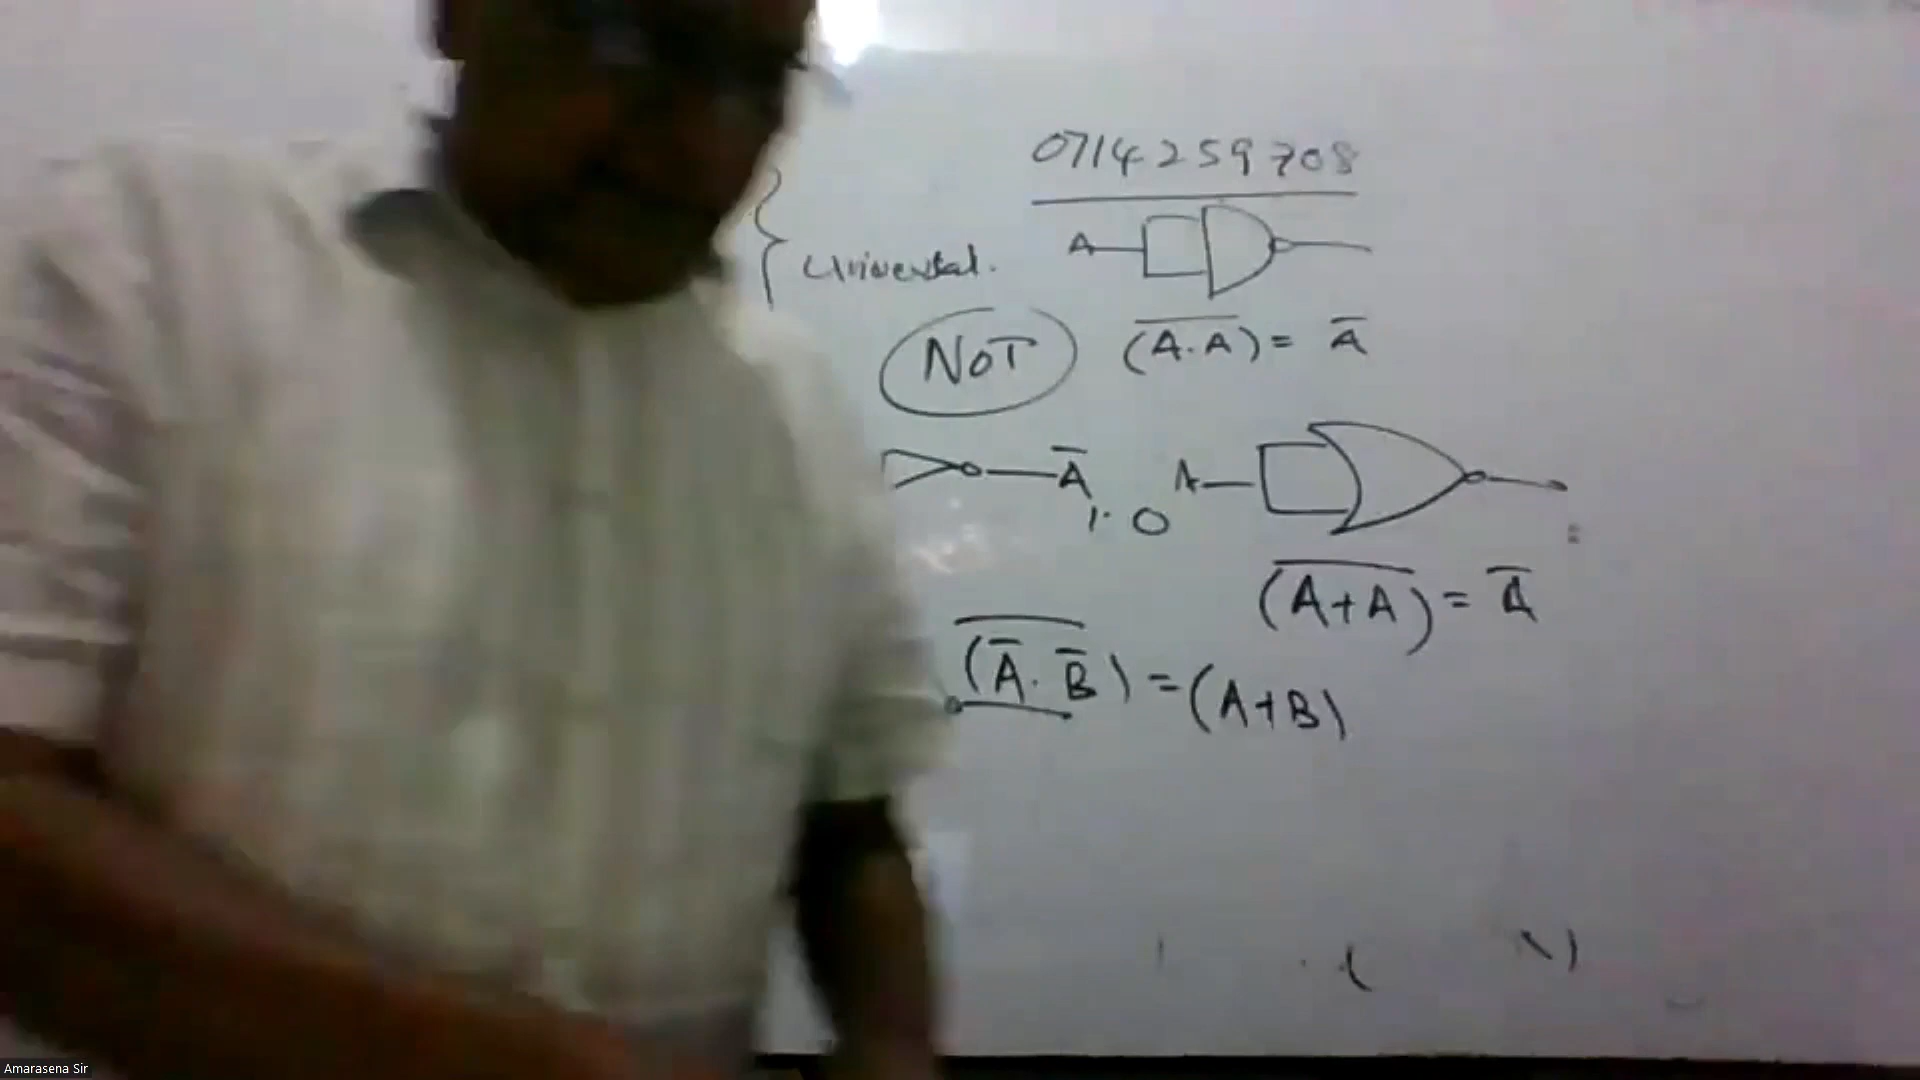 0714259708
A
Universal.
NOT
(A̅.̅A̅) = A̅
A̅
A
1. 0
(A̅+̅A̅) = A̅
‾(A̅ . B̅)‾ = (A+B)
Amarasena Sir